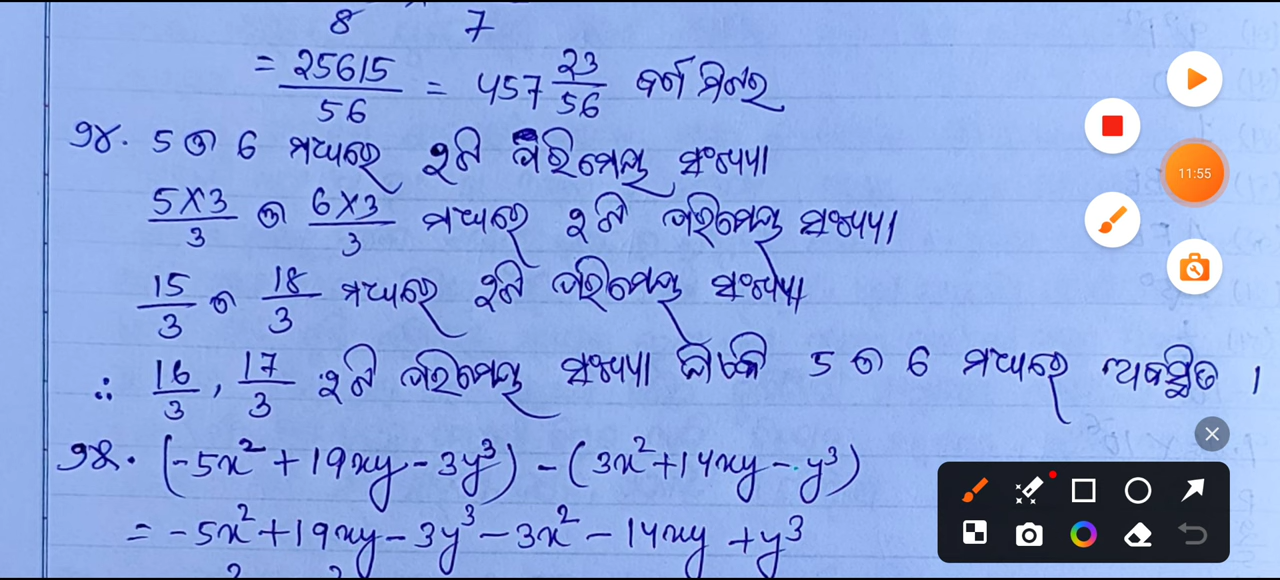 8 7
= 25615/56 = 457 23/56 ବର୍ଗ ମିଟର
୨୪. 5 ଓ 6 ମଧ୍ୟରେ ୨ଟି ପରିମେୟ ସଂଖ୍ୟା
5×3/3 ଓ 6×3/3 ମଧ୍ୟରେ ୨ଟି ପରିମେୟ ସଂଖ୍ୟା
15/3 ଓ 18/3 ମଧ୍ୟରେ ୨ଟି ପରିମେୟ ସଂଖ୍ୟା
∴ 16/3, 17/3 ୨ଟି ପରିମେୟ ସଂଖ୍ୟା ଯାହାକି 5 ଓ 6 ମଧ୍ୟରେ ଅବସ୍ଥିତ ।
୨୫. (-5x² + 19xy - 3y³) - (3x² + 14xy - y³)
= -5x² + 19xy - 3y³ - 3x² - 14xy + y³
11:55